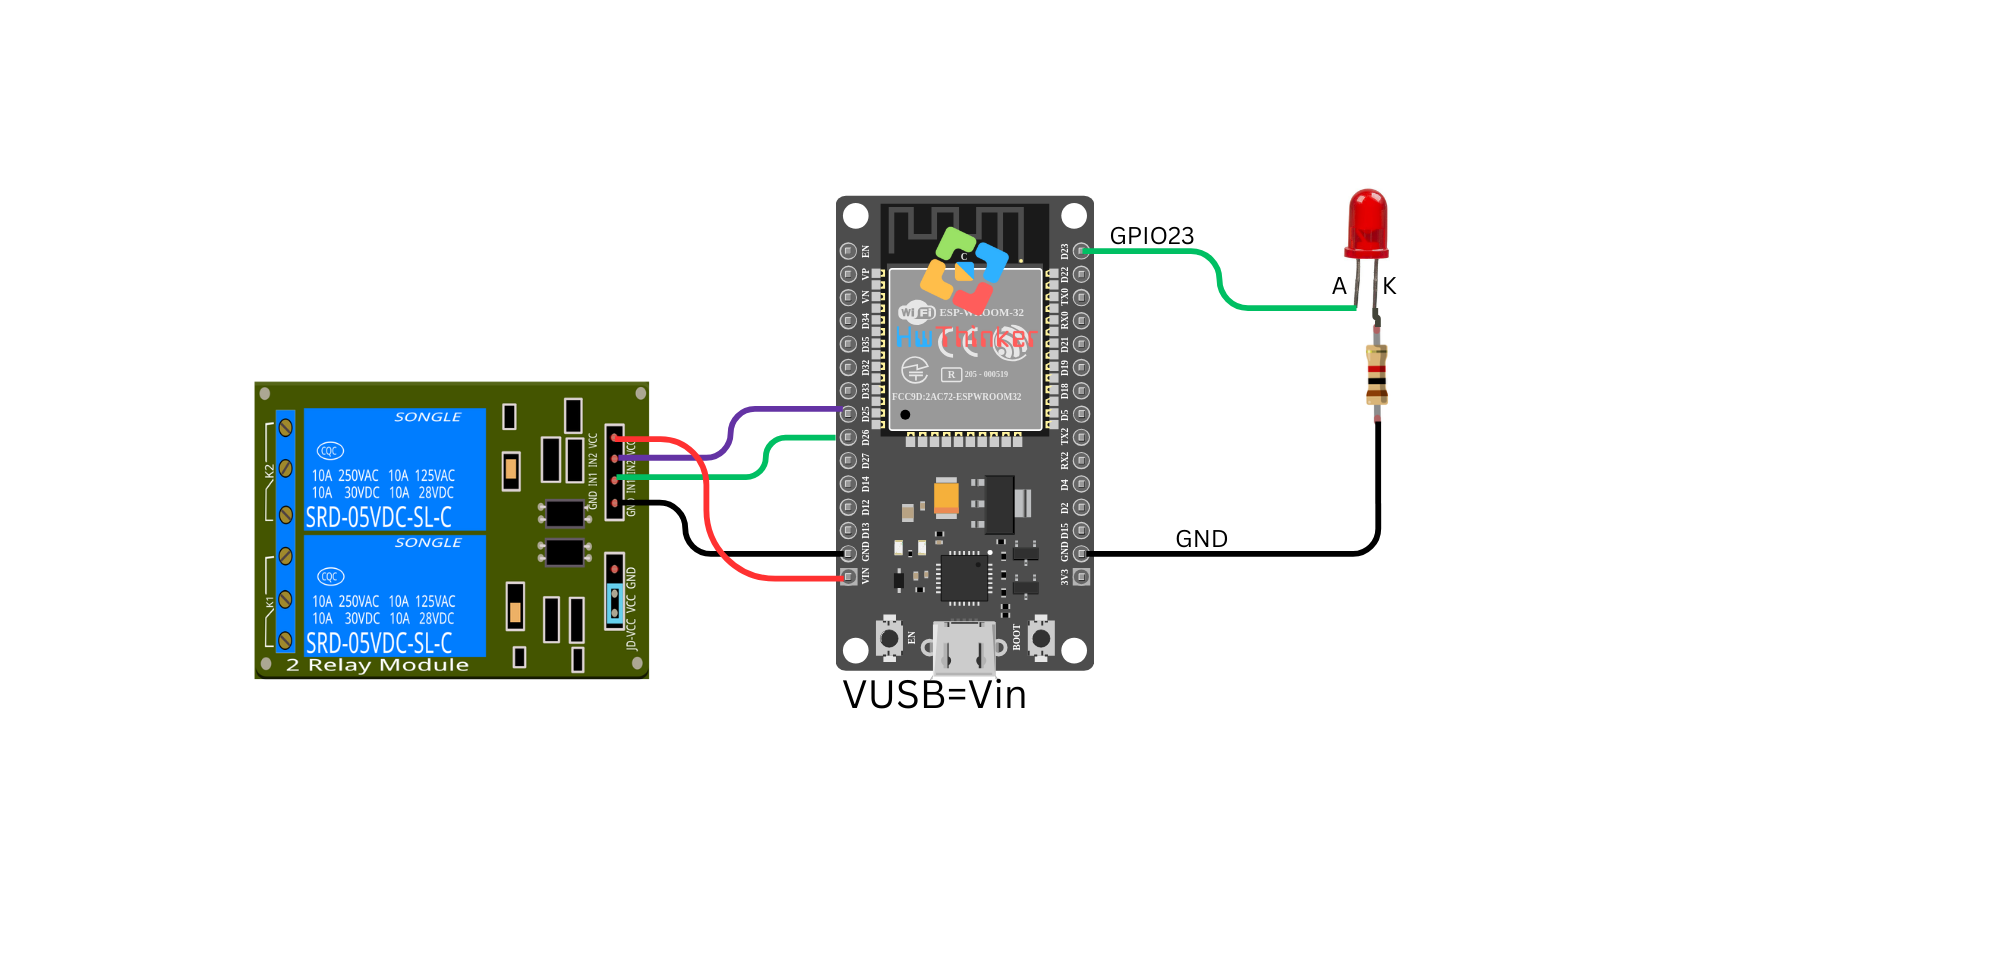 GPIO23
A
K
GND
VUSB=Vin
EN
VP
VN
D34
D35
D32
D33
D25
D26
D27
D14
D12
D13
GND
VIN
D23
D22
TX0
RX0
D21
D19
D18
D5
TX2
RX2
D4
D2
D15
GND
3V3
C
WiFi
ESP-WROOM-32
HwThinker
CE
R
205 - 000519
FCC9D:2AC72-ESPWROOM32
EN
BOOT
SONGLE
CQC
10A 250VAC 10A 125VAC
10A 30VDC 10A 28VDC
SRD-05VDC-SL-C
SONGLE
CQC
10A 250VAC 10A 125VAC
10A 30VDC 10A 28VDC
SRD-05VDC-SL-C
2 Relay Module
K2
K1
GND IN1 IN2 VCC
GND IN1 IN2 VCC
JD-VCC VCC GND